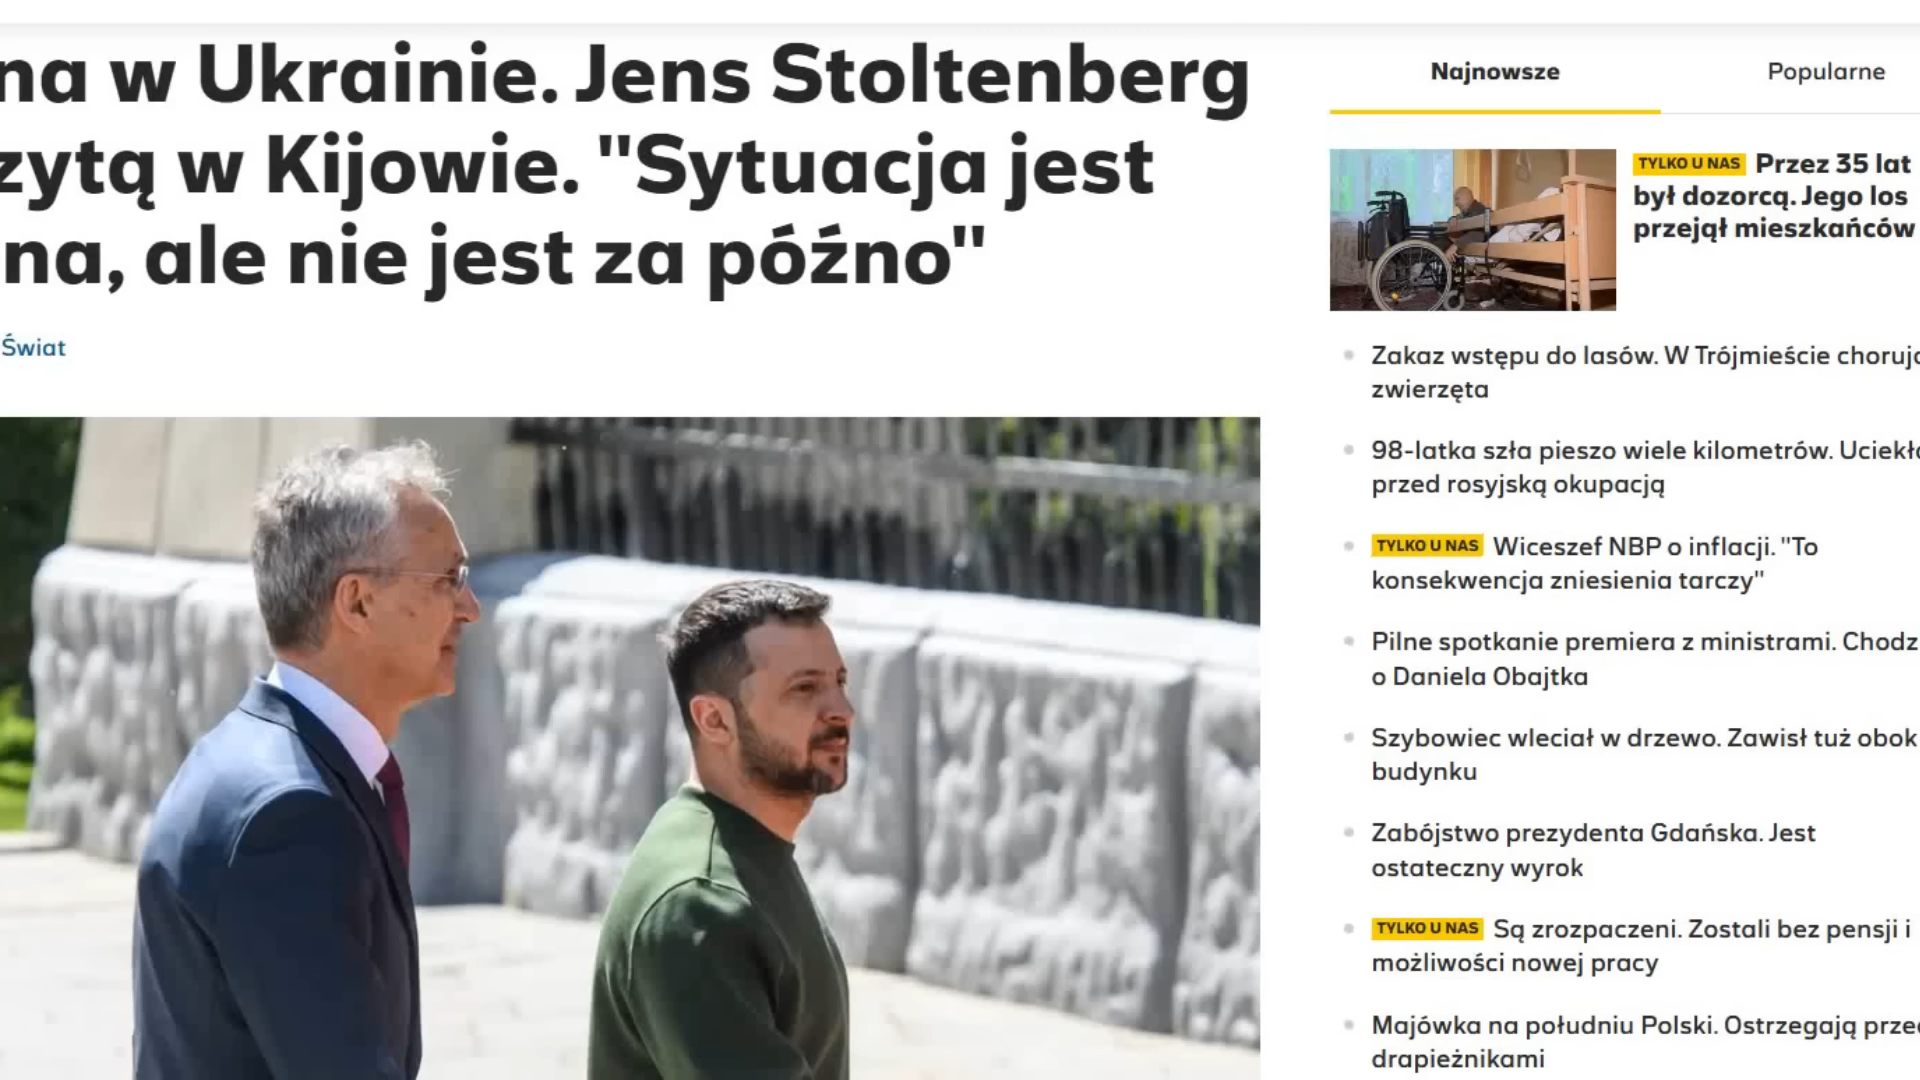 na w Ukrainie. Jens Stoltenberg
zytą w Kijowie. "Sytuacja jest
na, ale nie jest za późno"
Świat
Najnowsze
Popularne
TYLKO U NAS Przez 35 lat
był dozorcą. Jego los
przejął mieszkańców
Zakaz wstępu do lasów. W Trójmieście choruj
zwierzęta
98-latka szła pieszo wiele kilometrów. Uciekł
przed rosyjską okupacją
TYLKO U NAS Wiceszef NBP o inflacji. "To
konsekwencja zniesienia tarczy"
Pilne spotkanie premiera z ministrami. Chodz
o Daniela Obajtka
Szybowiec wleciał w drzewo. Zawisł tuż obok
budynku
Zabójstwo prezydenta Gdańska. Jest
ostateczny wyrok
TYLKO U NAS Są zrozpaczeni. Zostali bez pensji i
możliwości nowej pracy
Majówka na południu Polski. Ostrzegają prze
drapieżnikami